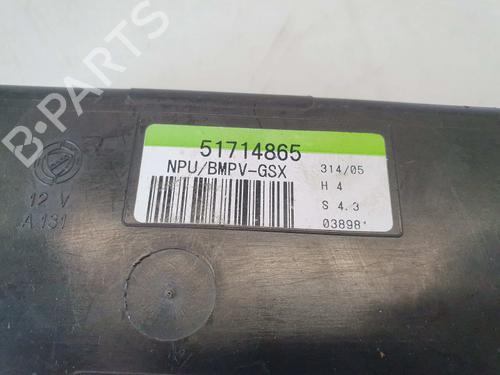 B-PARTS
51714865
NPU/BMPV-GSX
314/05
H 4
S 4.3
03898*
12 V
A 131